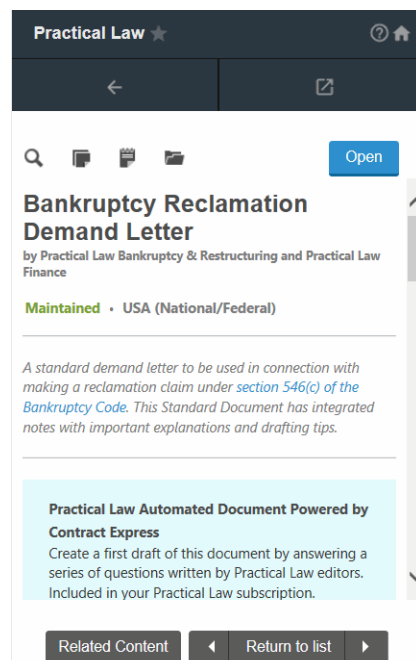 Practical Law
Open
Bankruptcy Reclamation
Demand Letter
by Practical Law Bankruptcy & Restructuring and Practical Law
Finance
Maintained • USA (National/Federal)
A standard demand letter to be used in connection with
making a reclamation claim under section 546(c) of the
Bankruptcy Code. This Standard Document has integrated
notes with important explanations and drafting tips.
Practical Law Automated Document Powered by
Contract Express
Create a first draft of this document by answering a
series of questions written by Practical Law editors.
Included in your Practical Law subscription.
Related Content Return to list